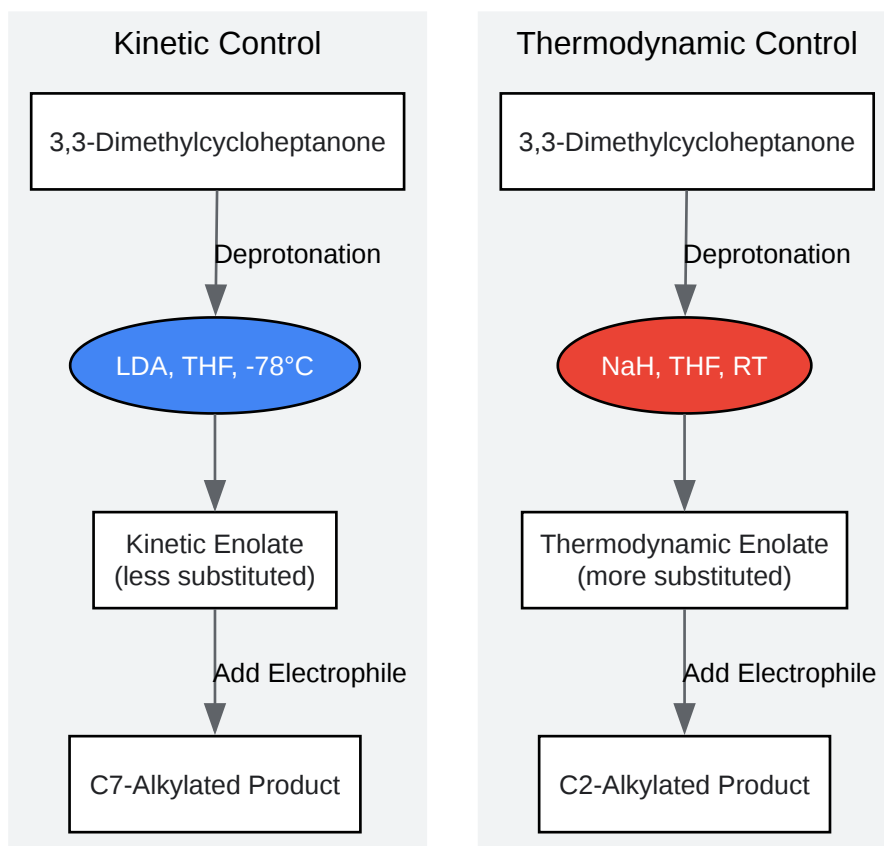 Kinetic Control
3,3-Dimethylcycloheptanone
Deprotonation
LDA, THF, -78°C
Kinetic Enolate
(less substituted)
Add Electrophile
C7-Alkylated Product
Thermodynamic Control
3,3-Dimethylcycloheptanone
Deprotonation
NaH, THF, RT
Thermodynamic Enolate
(more substituted)
Add Electrophile
C2-Alkylated Product